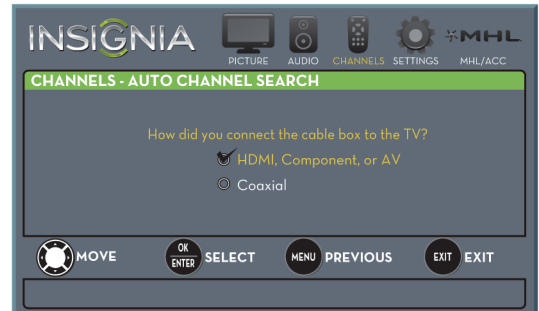 INSIGNIA
MHL
PICTURE AUDIO CHANNELS SETTINGS MHL/ACC
CHANNELS - AUTO CHANNEL SEARCH
How did you connect the cable box to the TV?
HDMI, Component, or AV
Coaxial
MOVE OK ENTER SELECT MENU PREVIOUS EXIT EXIT